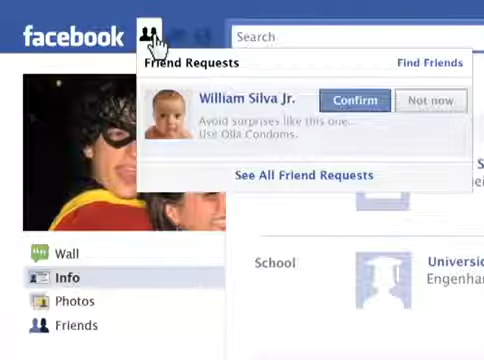 facebook
Search
Friend Requests
Find Friends
William Silva Jr.
Confirm
Not now
Avoid surprises like this one...
Use Olla Condoms.
See All Friend Requests
Wall
Info
Photos
Friends
School
Engenhar